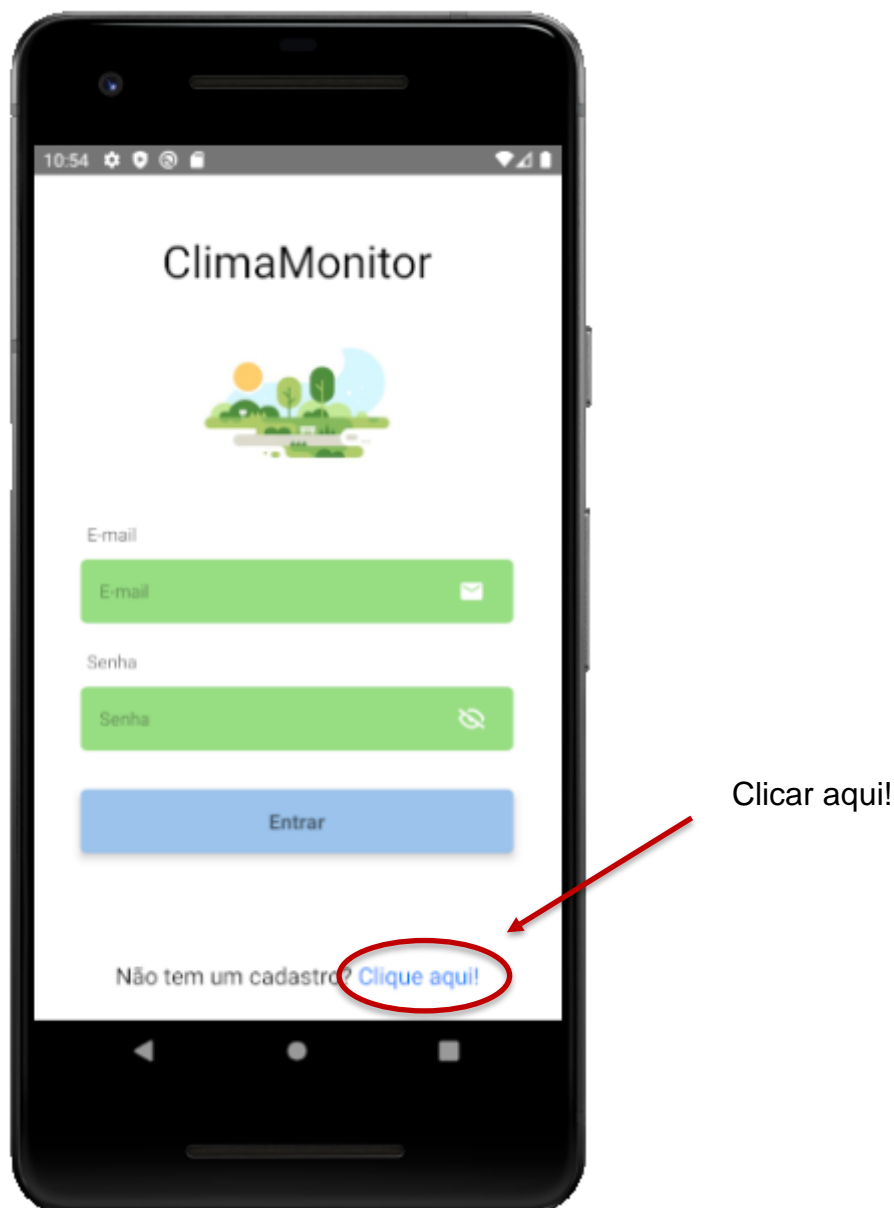 10:54
ClimaMonitor
E-mail
E-mail
Senha
Senha
Entrar
Clicar aqui!
Não tem um cadastro? Clique aqui!